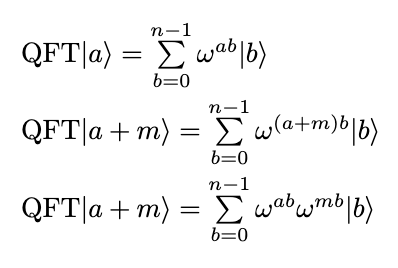 QFT|a⟩ = ∑_{b=0}^{n−1} ω^{ab}|b⟩
QFT|a + m⟩ = ∑_{b=0}^{n−1} ω^{(a+m)b}|b⟩
QFT|a + m⟩ = ∑_{b=0}^{n−1} ω^{ab}ω^{mb}|b⟩